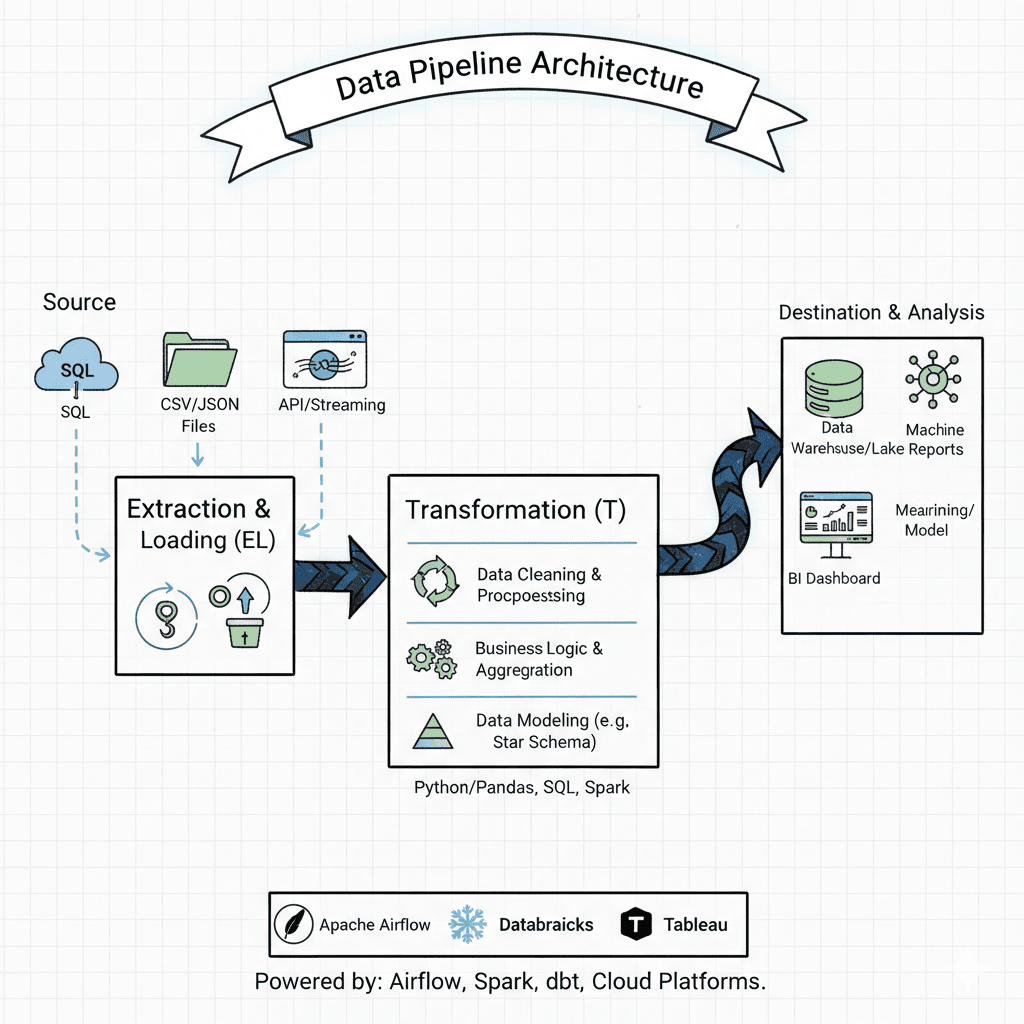 Data Pipeline Architecture
Source
SQL
SQL
CSV/JSON
Files
API/Streaming
Extraction &
Loading (EL)
Transformation (T)
Data Cleaning &
Procpoessing
Business Logic &
Aggregration
Data Modeling (e.g,
Star Schema)
Python/Pandas, SQL, Spark
Destination & Analysis
Data
Warehsuse/Lake
Machine
Reports
BI Dashboard
Model
Apache Airflow
Databraicks
T
Tableau
Powered by: Airflow, Spark, dbt, Cloud Platforms.